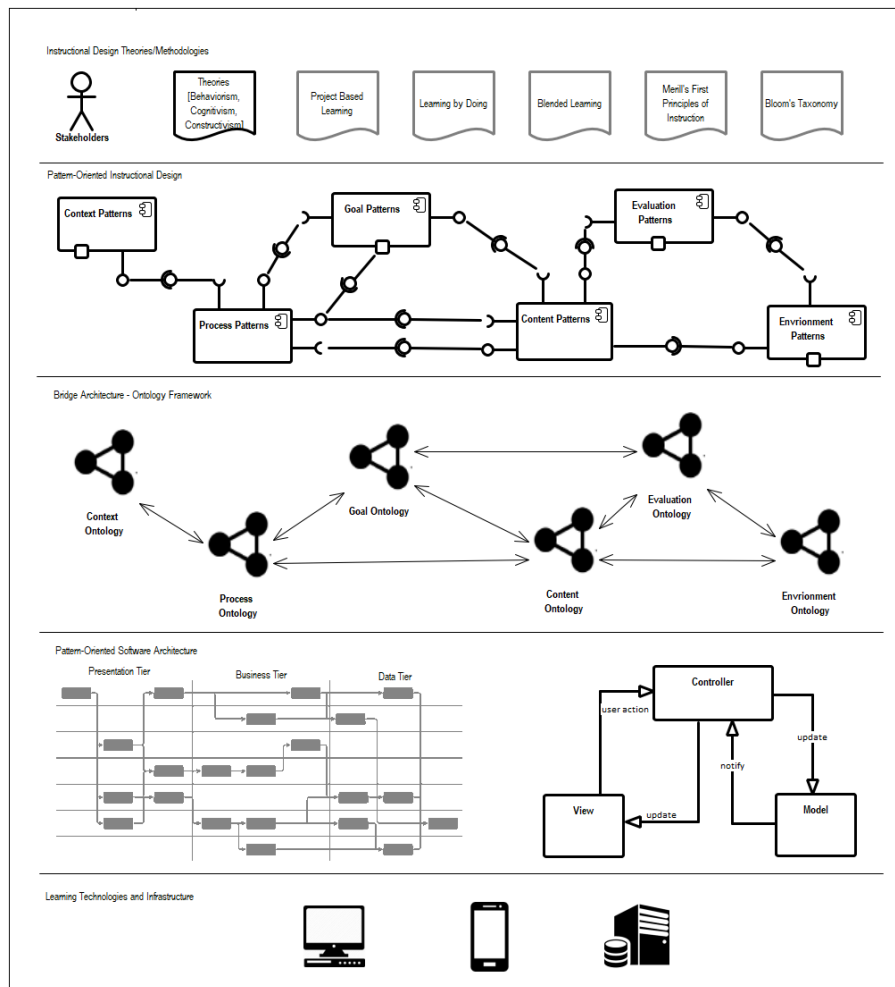 Instructional Design Theories/Methodologies
Stakeholders
Theories
[Behaviorism,
Cognitivism,
Constructivism]
Project Based
Learning
Learning by Doing
Blended Learning
Merill's First
Principles of
Instruction
Bloom's Taxonomy
Pattern-Oriented Instructional Design
Context Patterns
Goal Patterns
Evaluation
Patterns
Process Patterns
Content Patterns
Envrionment
Patterns
Bridge Architecture - Ontology Framework
Context
Ontology
Goal Ontology
Evaluation
Ontology
Process
Ontology
Content
Ontology
Envrionment
Ontology
Pattern-Oriented Software Architecture
Presentation Tier
Business Tier
Data Tier
Controller
user action
update
notify
View
update
Model
Learning Technologies and Infrastructure